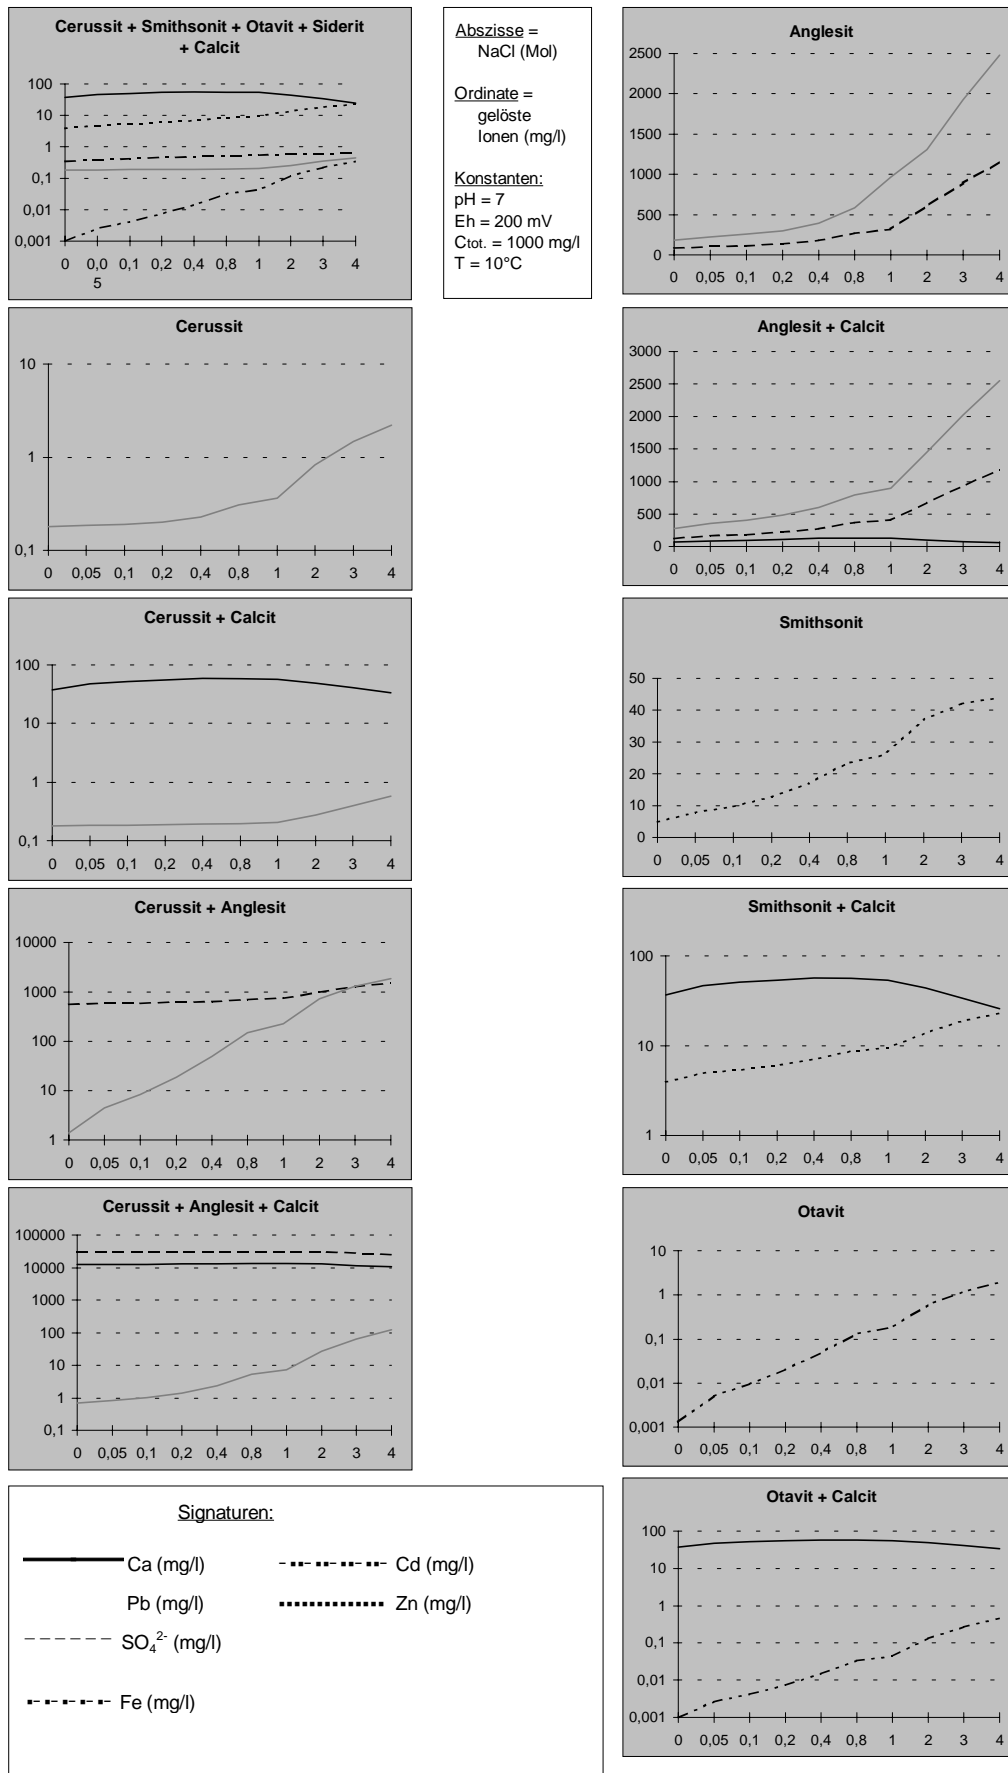 Cerussit + Smithsonit + Otavit + Siderit
+ Calcit
100
10
1
0,1
0,01
0,001
0 0,0 0,1 0,2 0,4 0,8 1 2 3 4
5
Abszisse =
NaCl (Mol)
Ordinate =
gelöste
Ionen (mg/l)
Konstanten:
pH = 7
Eh = 200 mV
Ctot. = 1000 mg/l
T = 10°C
Anglesit
2500
2000
1500
1000
500
0
0 0,05 0,1 0,2 0,4 0,8 1 2 3 4
Cerussit
10
1
0,1
0 0,05 0,1 0,2 0,4 0,8 1 2 3 4
Anglesit + Calcit
3000
2500
2000
1500
1000
500
0
0 0,05 0,1 0,2 0,4 0,8 1 2 3 4
Cerussit + Calcit
100
10
1
0,1
0 0,05 0,1 0,2 0,4 0,8 1 2 3 4
Smithsonit
50
40
30
20
10
0
0 0,05 0,1 0,2 0,4 0,8 1 2 3 4
Cerussit + Anglesit
10000
1000
100
10
1
0 0,05 0,1 0,2 0,4 0,8 1 2 3 4
Smithsonit + Calcit
100
10
1
0 0,05 0,1 0,2 0,4 0,8 1 2 3 4
Cerussit + Anglesit + Calcit
100000
10000
1000
100
10
1
0,1
0 0,05 0,1 0,2 0,4 0,8 1 2 3 4
Otavit
10
1
0,1
0,01
0,001
0 0,05 0,1 0,2 0,4 0,8 1 2 3 4
Signaturen:
Ca (mg/l) Cd (mg/l)
Pb (mg/l) Zn (mg/l)
SO₄²⁻ (mg/l)
Fe (mg/l)
Otavit + Calcit
100
10
1
0,1
0,01
0,001
0 0,05 0,1 0,2 0,4 0,8 1 2 3 4